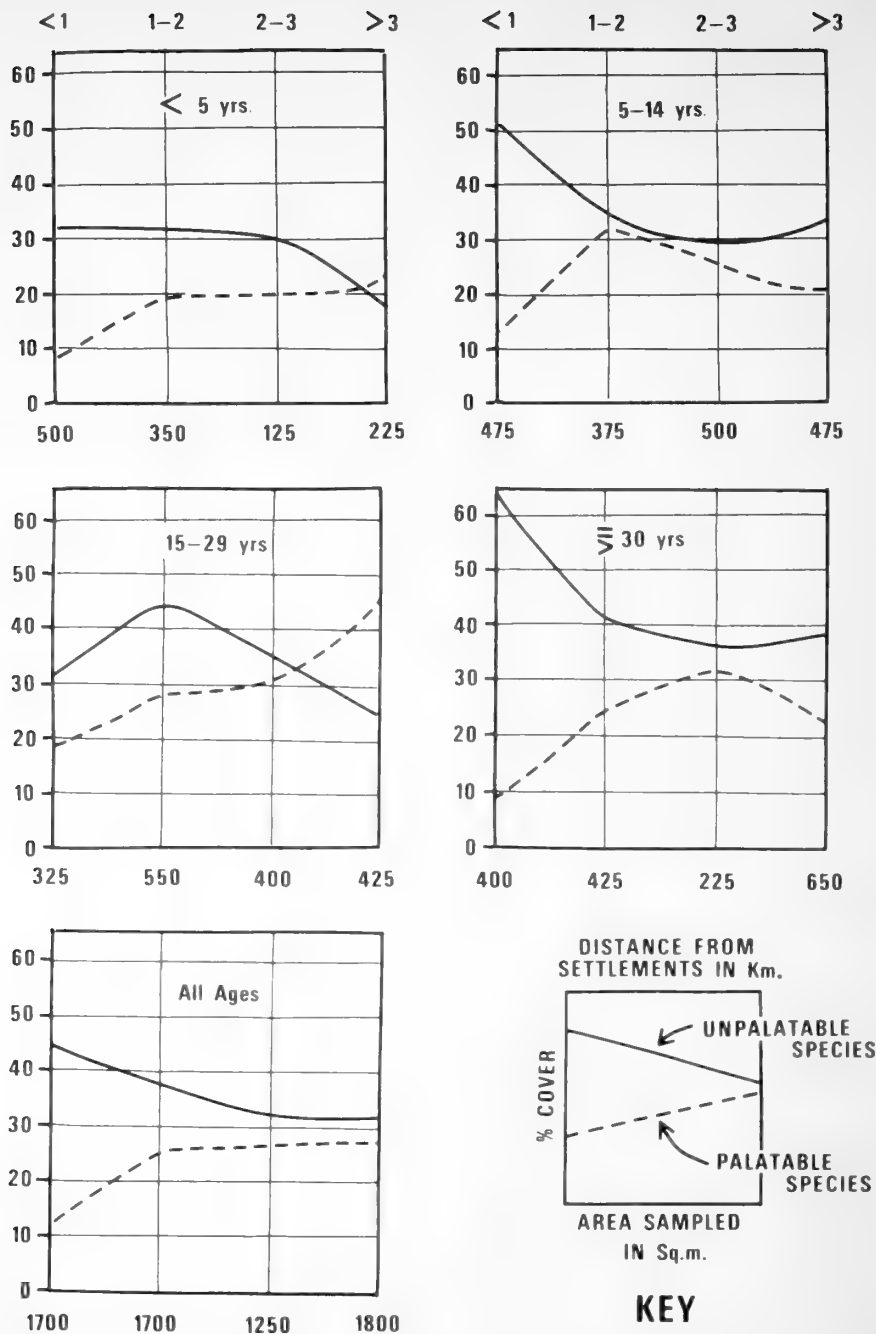 <1 1–2 2–3 >3
<1 1–2 2–3 >3
60
50
40
30
20
10
0
< 5 yrs.
500 350 125 225
60
50
40
30
20
10
0
5–14 yrs.
475 375 500 475
60
50
40
30
20
10
0
15–29 yrs
325 550 400 425
60
50
40
30
20
10
0
≥ 30 yrs
400 425 225 650
60
50
40
30
20
10
0
All Ages
1700 1700 1250 1800
DISTANCE FROM
SETTLEMENTS IN Km.
% COVER
UNPALATABLE
SPECIES
PALATABLE
SPECIES
AREA SAMPLED
IN Sq.m.
KEY